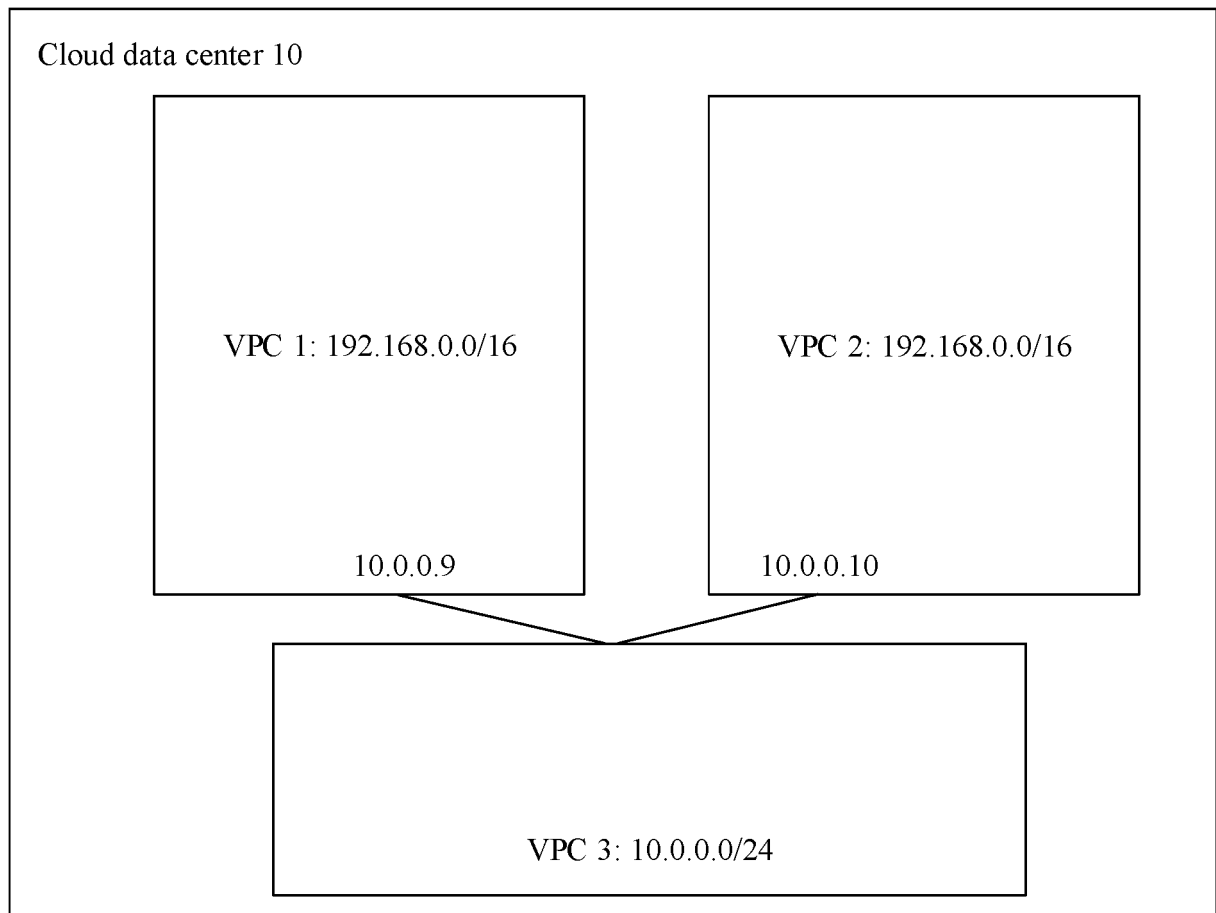 Cloud data center 10
VPC 1: 192.168.0.0/16
VPC 2: 192.168.0.0/16
10.0.0.9
10.0.0.10
VPC 3: 10.0.0.0/24